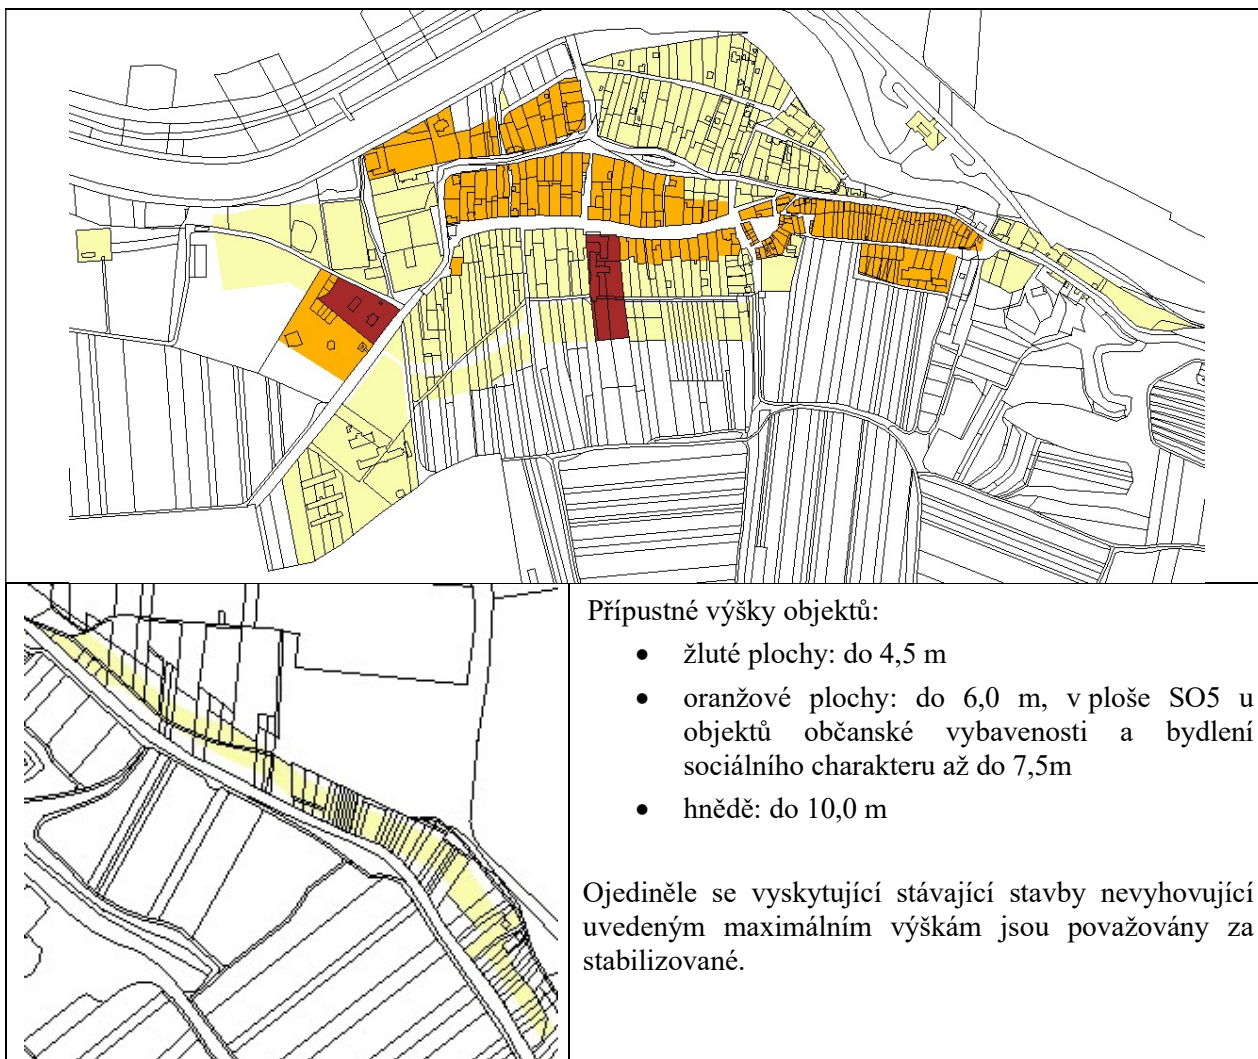 Přípustné výšky objektů:
• žluté plochy: do 4,5 m
• oranžové plochy: do 6,0 m, v ploše SO5 u
objektů občanské vybavenosti a bydlení
sociálního charakteru až do 7,5m
• hnědě: do 10,0 m
Ojediněle se vyskytující stávající stavby nevyhovující
uvedeným maximálním výškám jsou považovány za
stabilizované.